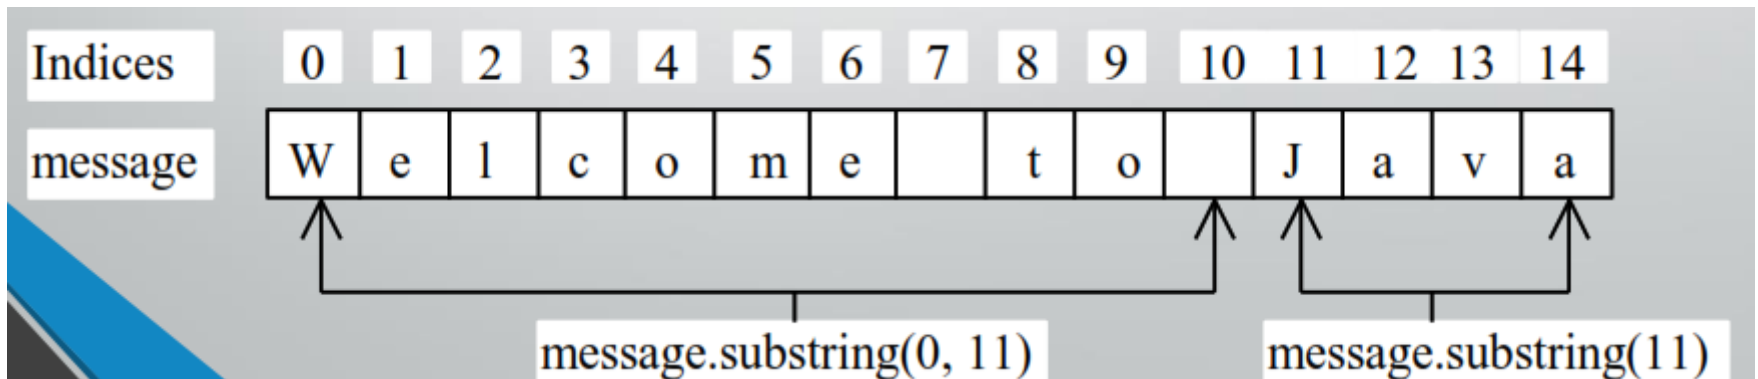 Indices 0 1 2 3 4 5 6 7 8 9 10 11 12 13 14
message W e l c o m e t o J a v a
message.substring(0, 11) message.substring(11)